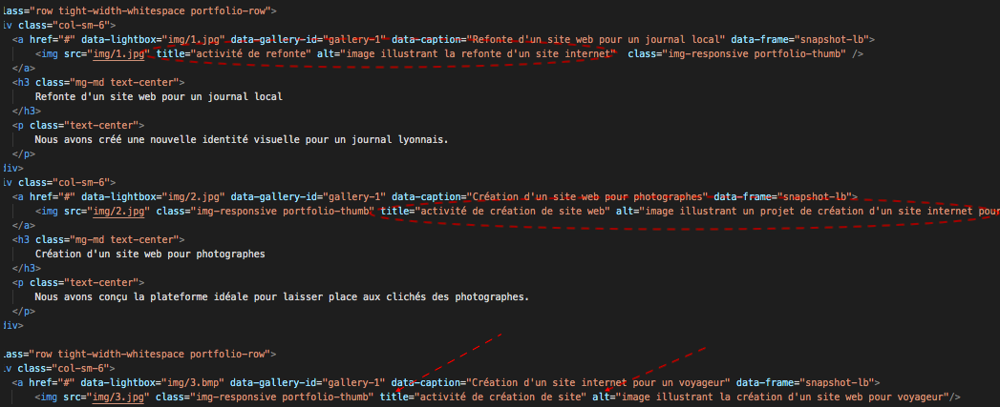 lass="row tight-width-whitespace portfolio-row">
iv class="col-sm-6">
<a href="#" data-lightbox="img/1.jpg" data-gallery-id="gallery-1" data-caption="Refonte d'un site web pour un journal local" data-frame="snapshot-lb">
<img src="img/1.jpg" title="activité de refonte" alt="image illustrant la refonte d'un site internet" class="img-responsive portfolio-thumb" />
</a>
<h3 class="mg-md text-center">
Refonte d'un site web pour un journal local
</h3>
<p class="text-center">
Nous avons créé une nouvelle identité visuelle pour un journal lyonnais.
</p>
div>
iv class="col-sm-6">
<a href="#" data-lightbox="img/2.jpg" data-gallery-id="gallery-1" data-caption="Création d'un site web pour photographes" data-frame="snapshot-lb">
<img src="img/2.jpg" class="img-responsive portfolio-thumb" title="activité de création de site web" alt="image illustrant un projet de création d'un site internet pour
</a>
<h3 class="mg-md text-center">
Création d'un site web pour photographes
</h3>
<p class="text-center">
Nous avons conçu la plateforme idéale pour laisser place aux clichés des photographes.
</p>
div>
lass="row tight-width-whitespace portfolio-row">
iv class="col-sm-6">
<a href="#" data-lightbox="img/3.bmp" data-gallery-id="gallery-1" data-caption="Création d'un site internet pour un voyageur" data-frame="snapshot-lb">
<img src="img/3.jpg" class="img-responsive portfolio-thumb" title="activité de création de site" alt="image illustrant la création d'un site web pour voyageur"/>